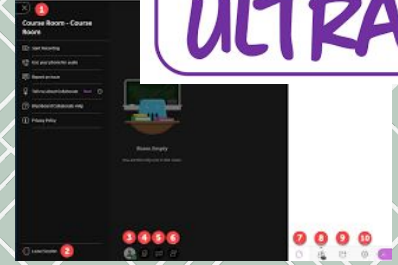 ULTRA
1
Course Room - Course
Room
Start Recording
Use your phone for audio
Report an issue
Tell me about Collaborate
Blackboard Collaborate Help
Privacy Policy
Room Empty
3 4 5 6
7 8 9 10
Leave Session 2